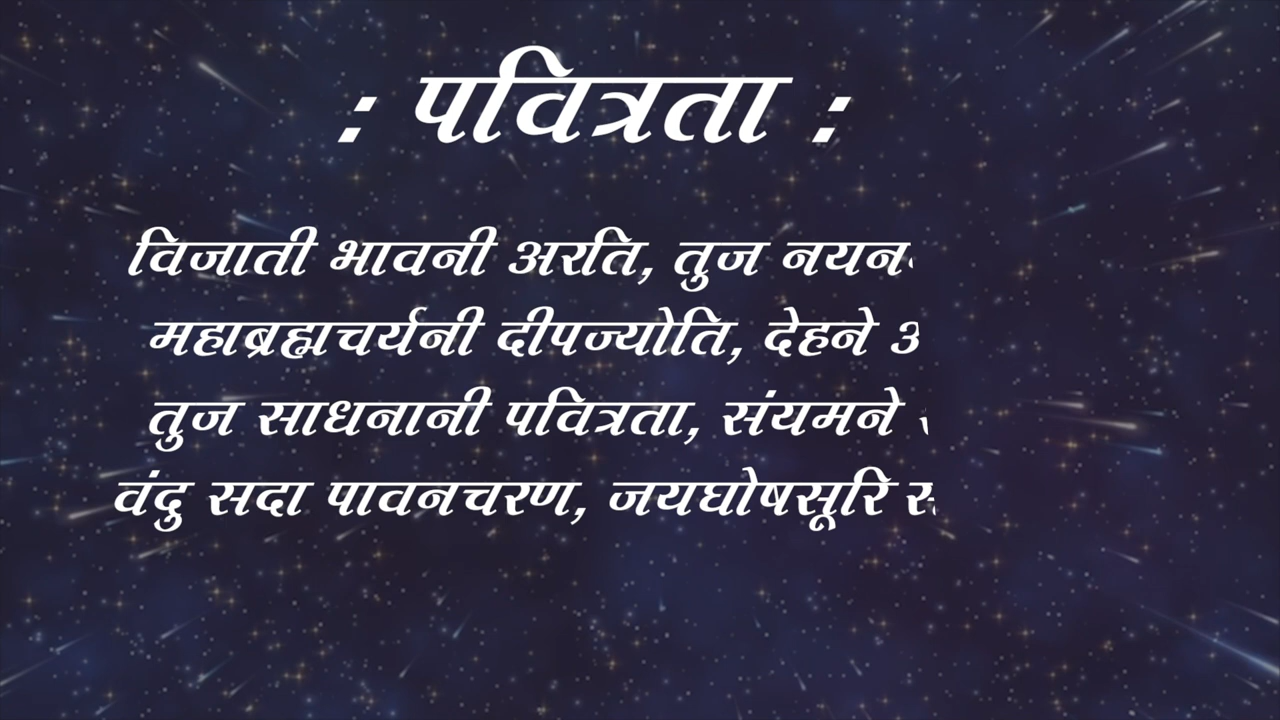 : पवित्रता :
विजाती भावनी अरति, तुज नयन
महाब्रह्मचर्यनी दीपज्योति, देहने
तुज साधनानी पवित्रता, संयमने
वंदु सदा पावनचरण, जयघोषसूरि